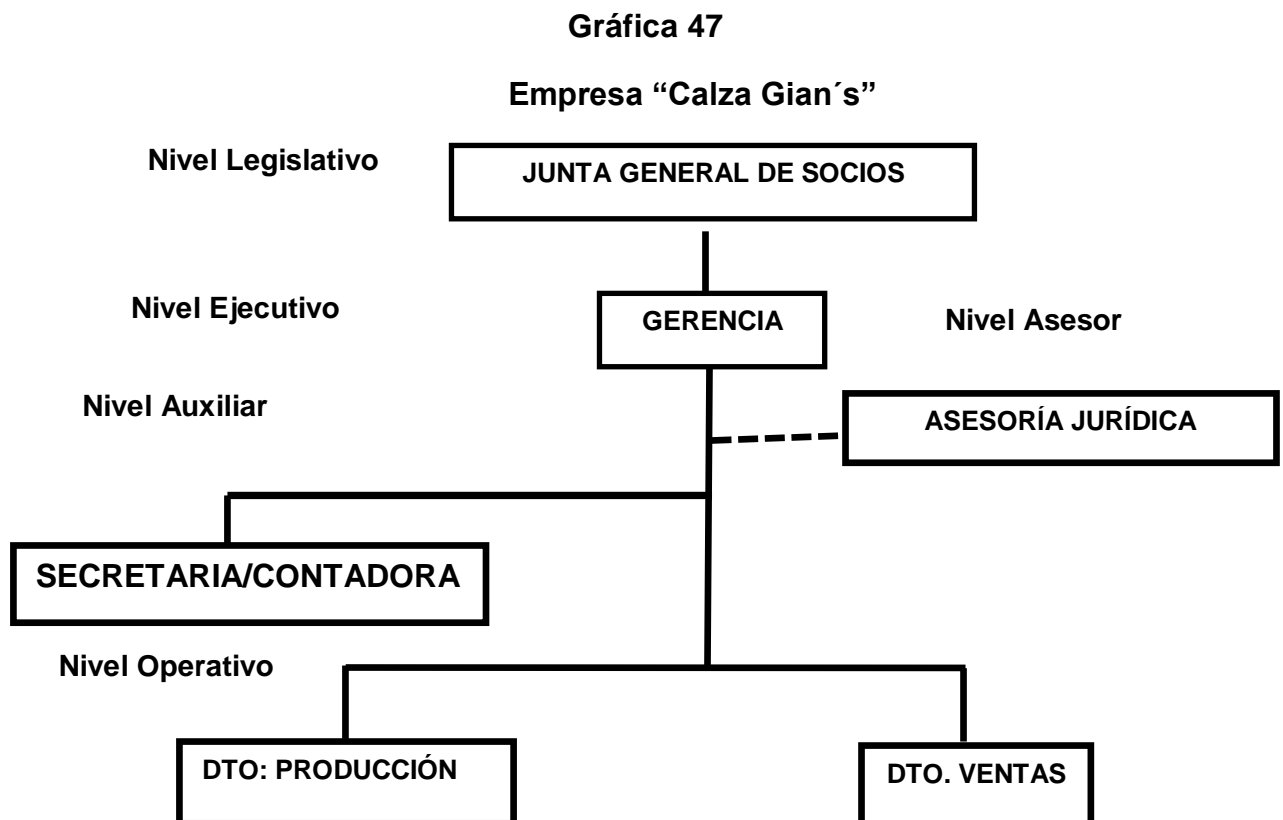 Gráfica 47
Empresa “Calza Gian´s”
Nivel Legislativo
JUNTA GENERAL DE SOCIOS
Nivel Ejecutivo
GERENCIA
Nivel Asesor
Nivel Auxiliar
ASESORÍA JURÍDICA
SECRETARIA/CONTADORA
Nivel Operativo
DTO: PRODUCCIÓN
DTO. VENTAS